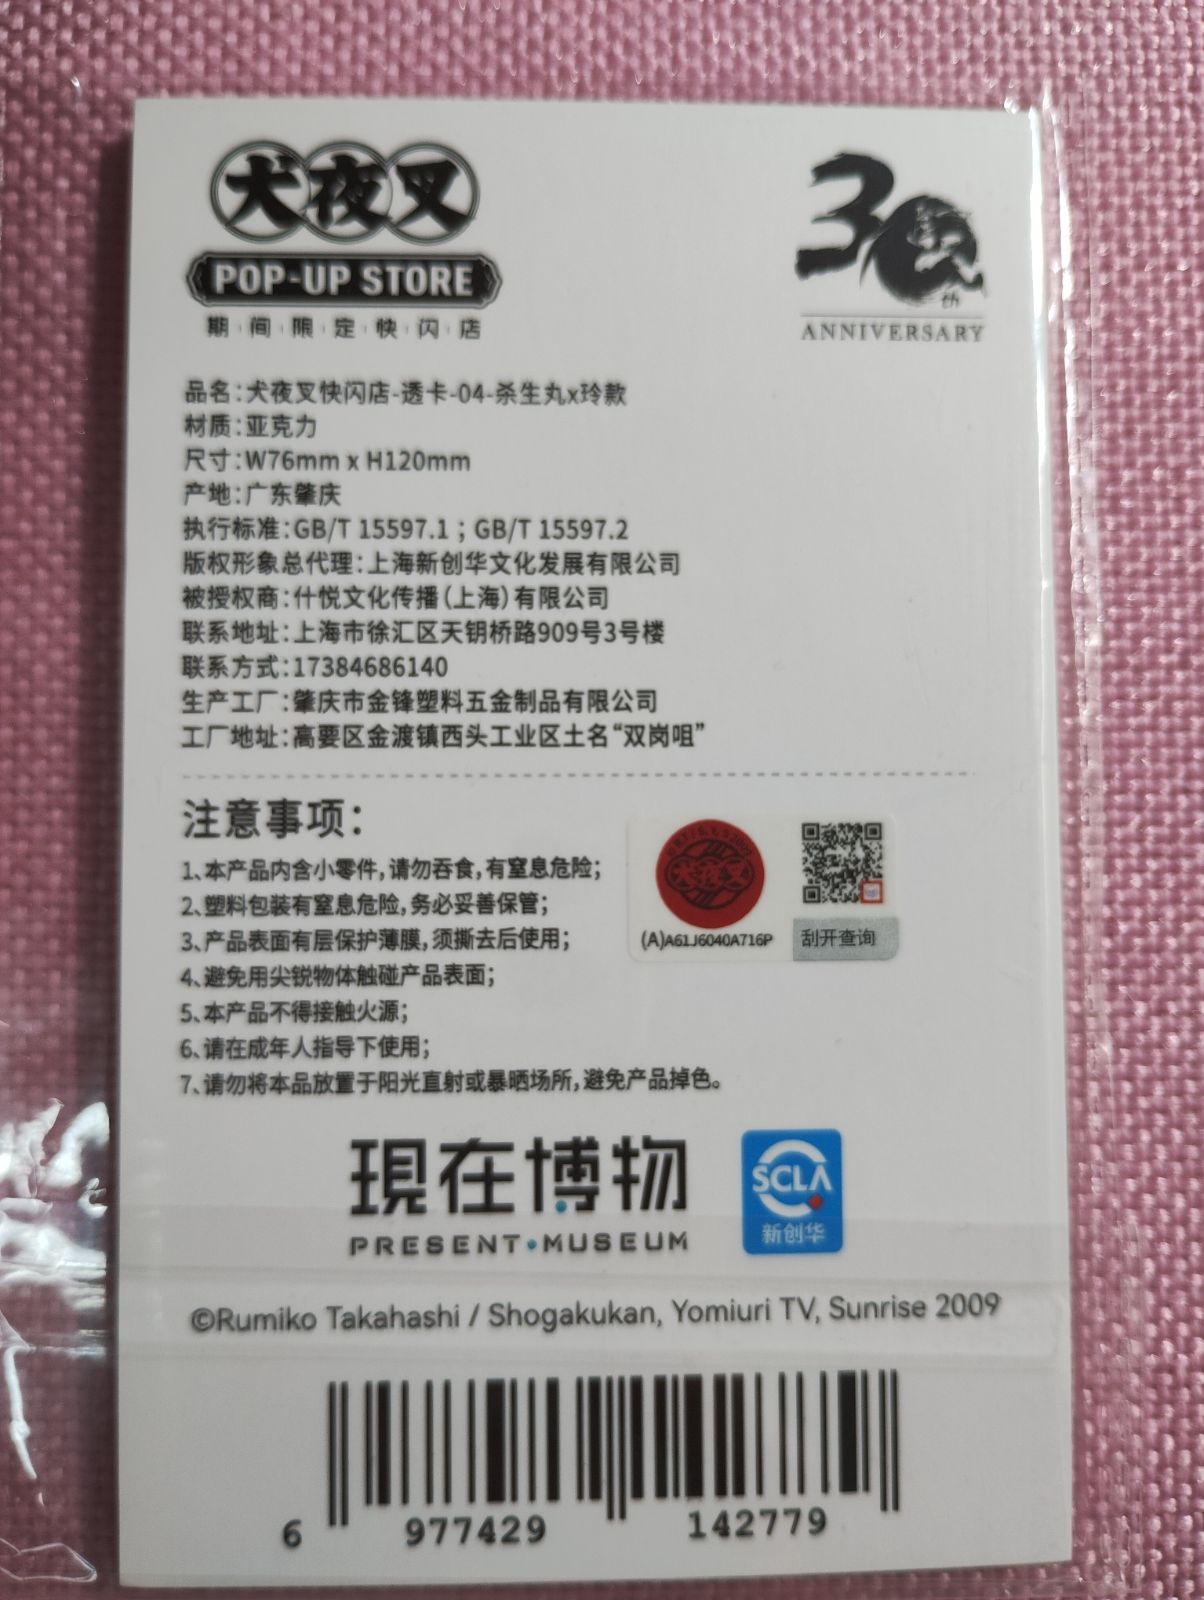 犬夜叉
POP-UP STORE
期间限定快闪店
30
th
ANNIVERSARY
品名：犬夜叉快闪店-透卡-04-杀生丸x玲款
材质：亚克力
尺寸：W76mm x H120mm
产地：广东肇庆
执行标准：GB/T 15597.1；GB/T 15597.2
版权形象总代理：上海新创华文化发展有限公司
被授权商：什悦文化传播（上海）有限公司
联系地址：上海市徐汇区天钥桥路909号3号楼
联系方式：17384686140
生产工厂：肇庆市金锋塑料五金制品有限公司
工厂地址：高要区金渡镇西头工业区土名“双岗咀”
注意事项：
1、本产品内含小零件，请勿吞食，有窒息危险；
2、塑料包装有窒息危险，务必妥善保管；
3、产品表面有层保护薄膜，须撕去后使用；
4、避免用尖锐物体触碰产品表面；
5、本产品不得接触火源；
6、请在成年人指导下使用；
7、请勿将本品放置于阳光直射或暴晒场所，避免产品掉色。
犬夜叉
(A)A61J6040A716P
刮开查询
現在博物
PRESENT·MUSEUM
SCLA
新创华
©Rumiko Takahashi / Shogakukan, Yomiuri TV, Sunrise 2009
6 977429 142779